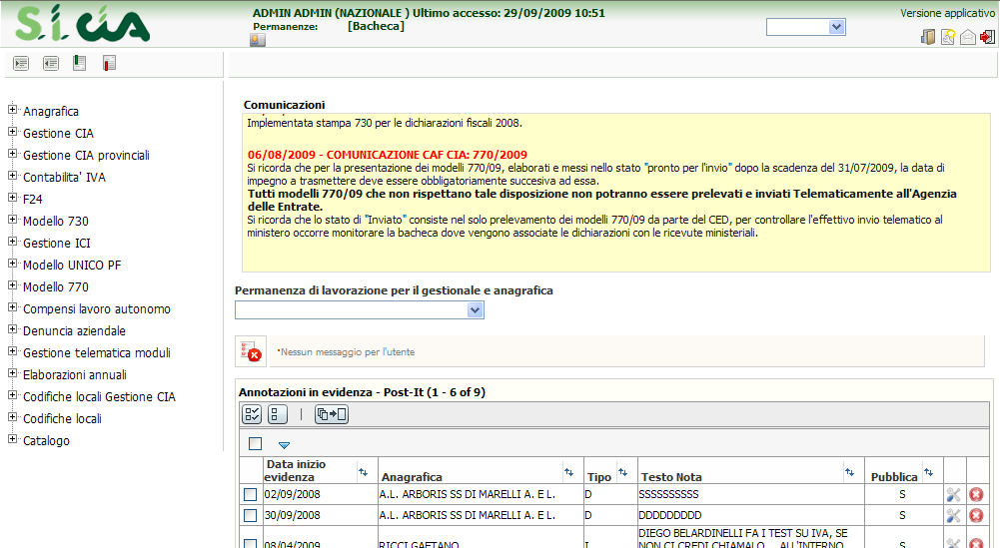 S.I.CIA
ADMIN ADMIN (NAZIONALE ) Ultimo accesso: 29/09/2009 10:51
Permanenze: [Bacheca]
Versione applicativo
Anagrafica
Gestione CIA
Gestione CIA provinciali
Contabilita' IVA
F24
Modello 730
Gestione ICI
Modello UNICO PF
Modello 770
Compensi lavoro autonomo
Denuncia aziendale
Gestione telematica moduli
Elaborazioni annuali
Codifiche locali Gestione CIA
Codifiche locali
Catalogo
Comunicazioni
Implementata stampa 730 per le dichiarazioni fiscali 2008.
06/08/2009 - COMUNICAZIONE CAF CIA: 770/2009
Si ricorda che per la presentazione dei modelli 770/09, elaborati e messi nello stato "pronto per l'invio" dopo la scadenza del 31/07/2009, la data di
impegno a trasmettere deve essere obbligatoriamente succesiva ad essa.
Tutti modelli 770/09 che non rispettano tale disposizione non potranno essere prelevati e inviati Telematicamente all'Agenzia
delle Entrate.
Si ricorda che lo stato di "Inviato" consiste nel solo prelevamento dei modelli 770/09 da parte del CED, per controllare l'effettivo invio telematico al
ministero occorre monitorare la bacheca dove vengono associate le dichiarazioni con le ricevute ministeriali.
Permanenza di lavorazione per il gestionale e anagrafica
•Nessun messaggio per l'utente
Annotazioni in evidenza - Post-It (1 - 6 of 9)
Data inizio evidenza Anagrafica Tipo Testo Nota Pubblica
02/09/2008 A.L. ARBORIS SS DI MARELLI A. E L. D SSSSSSSSSS S
30/09/2008 A.L. ARBORIS SS DI MARELLI A. E L. D DDDDDDDDD S
08/04/2009 RICCI GAETANO I DIEGO BELARDINELLI FA I TEST SU IVA, SE
NON CI CREDI CHIAMALO... ALL'INTERNO S